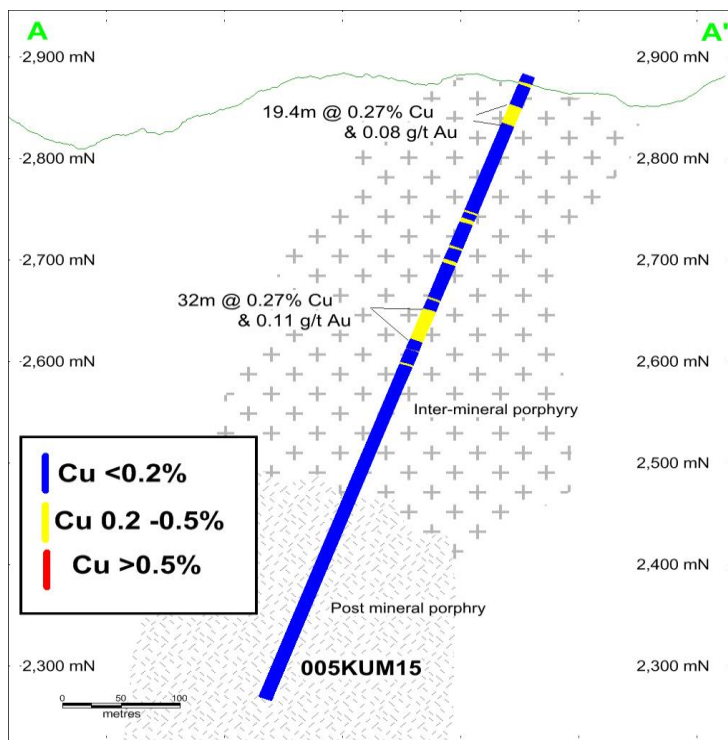 A A'
2,900 mN 2,900 mN
19.4m @ 0.27% Cu
& 0.08 g/t Au
2,800 mN 2,800 mN
2,700 mN 2,700 mN
32m @ 0.27% Cu
& 0.11 g/t Au
2,600 mN 2,600 mN
Inter-mineral porphyry
Cu <0.2%
2,500 mN
Cu 0.2 -0.5%
Cu >0.5%
2,400 mN
Post mineral porphry
2,300 mN 2,300 mN
005KUM15
0 50 100
metres